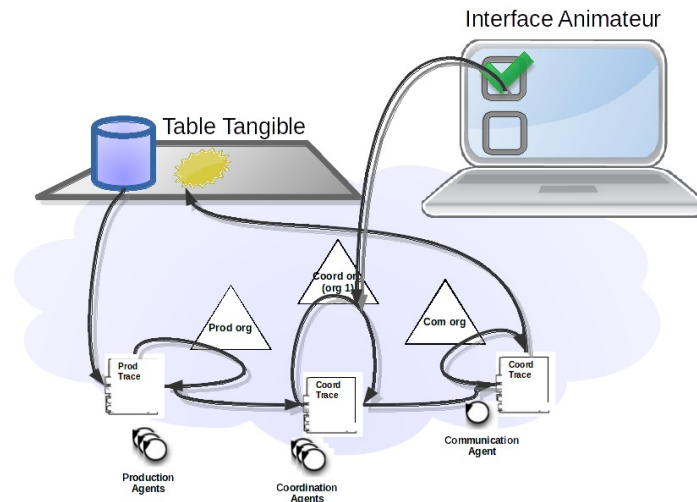 Interface Animateur
Table Tangible
Coord org
(org 1)
Prod org
Com org
Prod
Trace
Coord
Trace
Coord
Trace
Production
Agents
Coordination
Agents
Communication
Agent